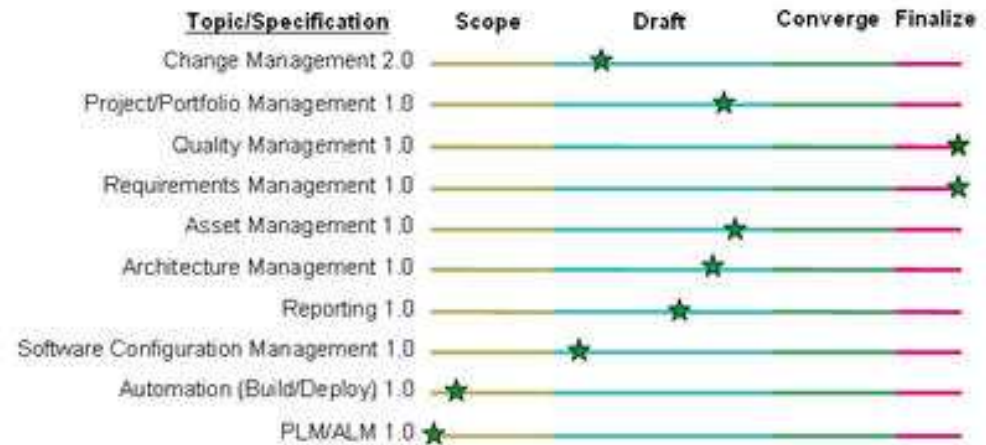 Topic/Specification Scope Draft Converge Finalize
Change Management 2.0
Project/Portfolio Management 1.0
Quality Management 1.0
Requirements Management 1.0
Asset Management 1.0
Architecture Management 1.0
Reporting 1.0
Software Configuration Management 1.0
Automation (Build/Deploy) 1.0
PLM/ALM 1.0